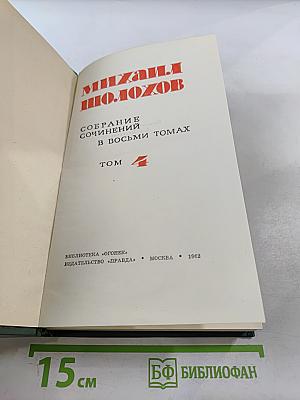 МИХАИЛ
ШОЛОХОВ
СОБРАНИЕ
СОЧИНЕНИЙ
В ВОСЬМИ ТОМАХ
ТОМ 4
БИБЛИОТЕКА «ОГОНЕК»
ИЗДАТЕЛЬСТВО «ПРАВДА» • МОСКВА • 1962
15 см
БФ БИБЛИОФАН